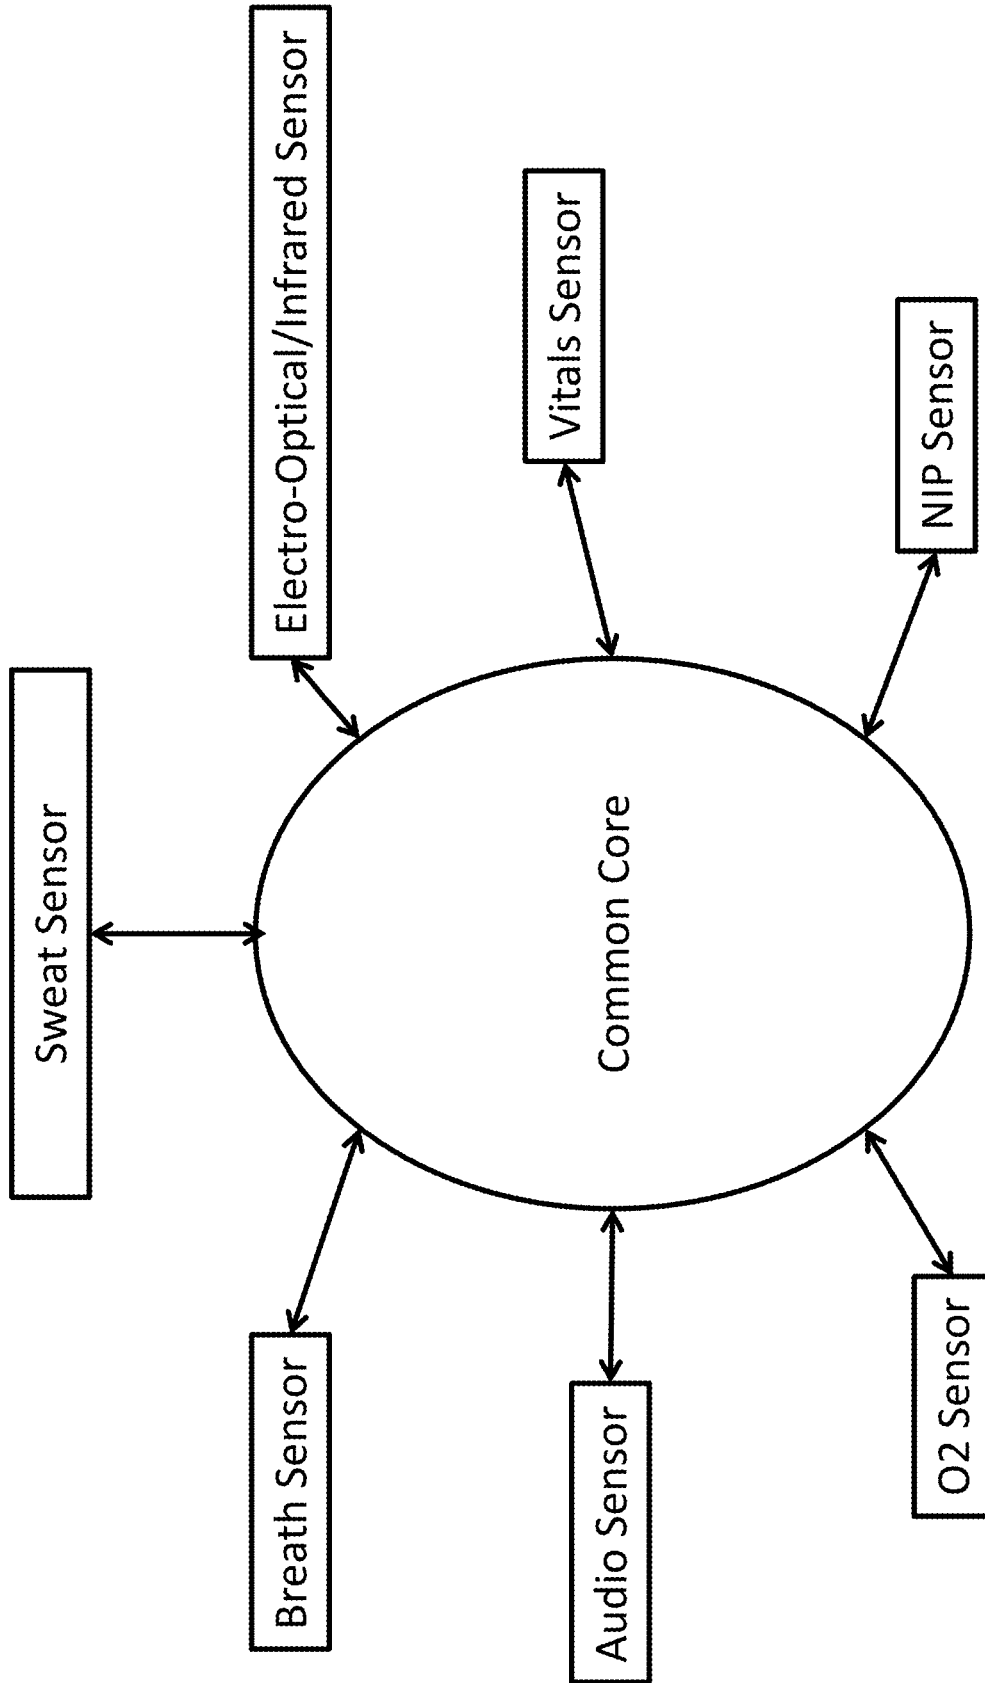 Sweat Sensor
Breath Sensor
Electro-Optical/Infrared Sensor
Audio Sensor
Common Core
Vitals Sensor
O2 Sensor
NIP Sensor